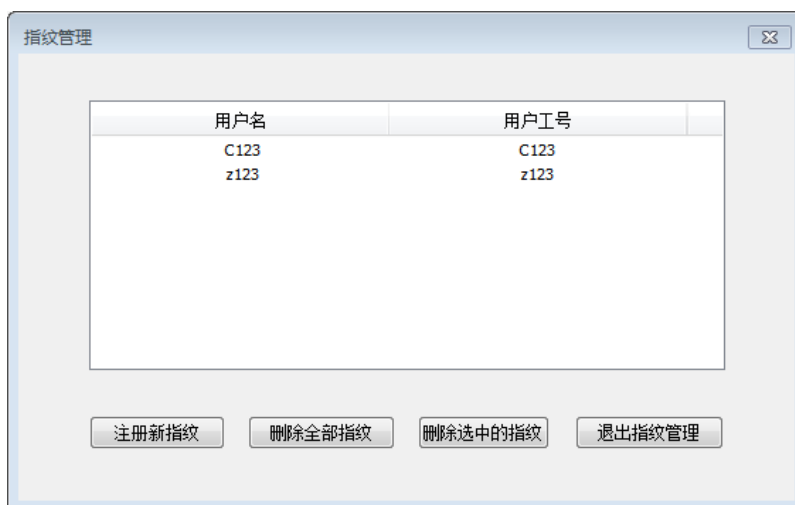 指纹管理
用户名 用户工号
C123 C123
z123 z123
注册新指纹 删除全部指纹 删除选中的指纹 退出指纹管理